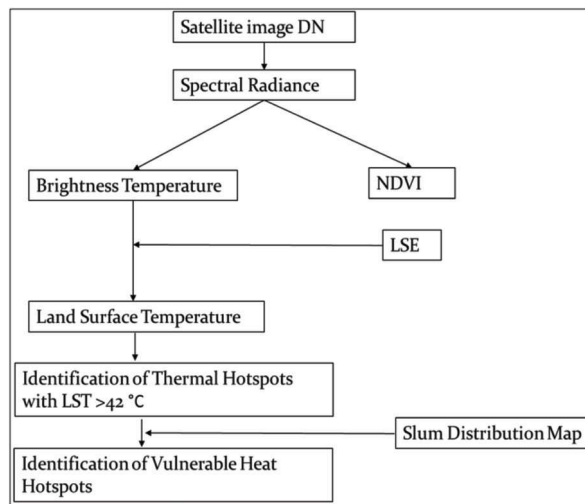 Satellite image DN
Spectral Radiance
Brightness Temperature
NDVI
LSE
Land Surface Temperature
Identification of Thermal Hotspots
with LST >42 °C
Slum Distribution Map
Identification of Vulnerable Heat
Hotspots